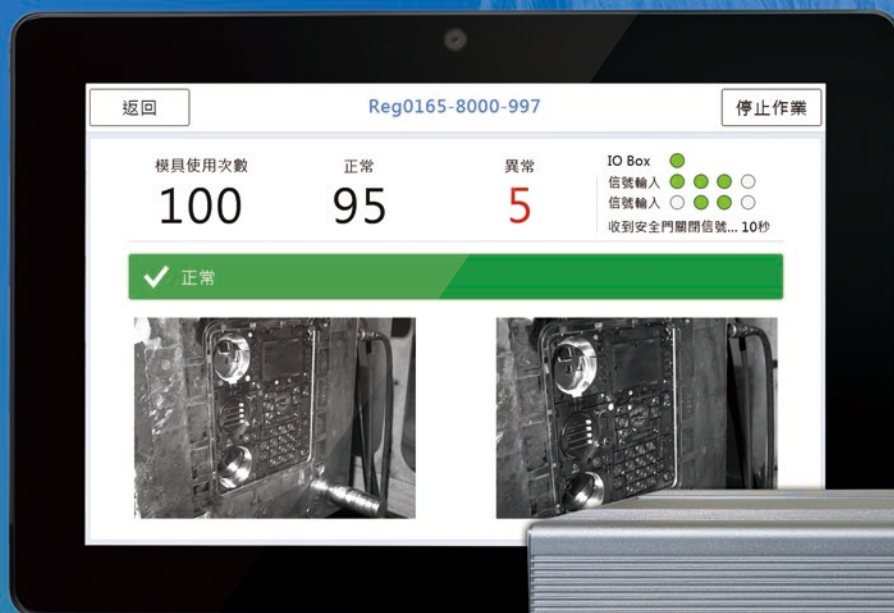 返回
Reg0165-8000-997
停止作業
模具使用次數
正常
異常
100
95
5
IO Box
信號輸入
信號輸入
收到安全門關閉信號... 10秒
正常